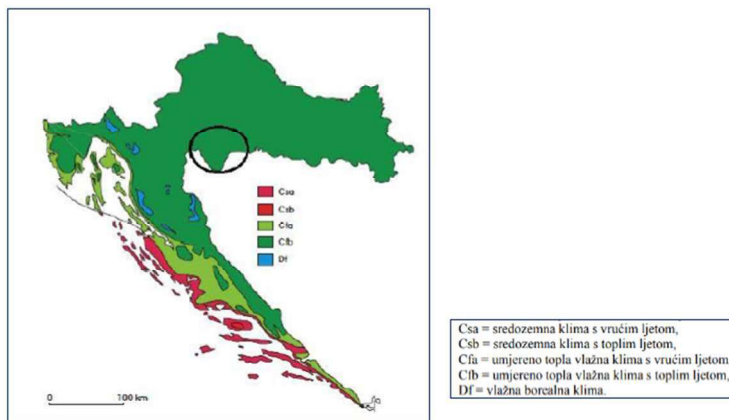 Csa
Csb
Cfa
Cfb
Df
0
100 km
Csa = sredozemna klima s vrućim ljetom,
Csb = sredozemna klima s toplim ljetom,
Cfa = umjereno topla vlažna klima s vrućim ljetom
Cfb = umjereno topla vlažna klima s toplim ljetom,
Df = vlažna borealna klima.